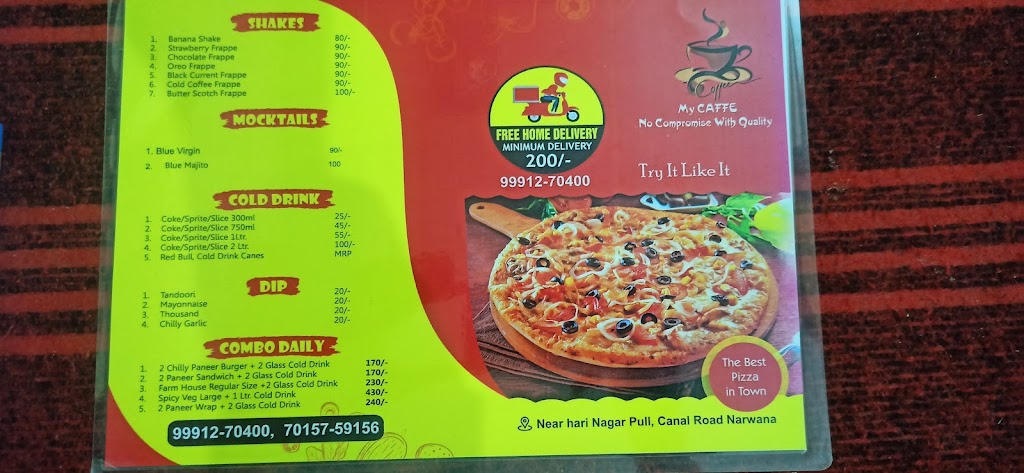 SHAKES
1. Banana Shake 80/-
2. Strawberry Frappe 90/-
3. Chocolate Frappe 90/-
4. Oreo Frappe 90/-
5. Black Current Frappe 90/-
6. Cold Coffee Frappe 90/-
7. Butter Scotch Frappe 100/-
MOCKTAILS
1. Blue Virgin 90/-
2. Blue Majito 100
COLD DRINK
1. Coke/Sprite/Slice 300ml 25/-
2. Coke/Sprite/Slice 750ml 45/-
3. Coke/Sprite/Slice 1Ltr. 55/-
4. Coke/Sprite/Slice 2 Ltr. 100/-
5. Red Bull, Cold Drink Canes MRP
DIP
1. Tandoori 20/-
2. Mayonnaise 20/-
3. Thousand 20/-
4. Chilly Garlic 20/-
COMBO DAILY
1. 2 Chilly Paneer Burger + 2 Glass Cold Drink 170/-
2. 2 Paneer Sandwich + 2 Glass Cold Drink 170/-
3. Farm House Regular Size +2 Glass Cold Drink 230/-
4. Spicy Veg Large + 1 Ltr. Cold Drink 430/-
5. 2 Paneer Wrap + 2 Glass Cold Drink 240/-
99912-70400, 70157-59156
FREE HOME DELIVERY
MINIMUM DELIVERY
200/-
99912-70400
Coffee
My CAFFE
No Compromise With Quality
Try It Like It
The Best
Pizza
in Town
Near hari Nagar Pull, Canal Road Narwana